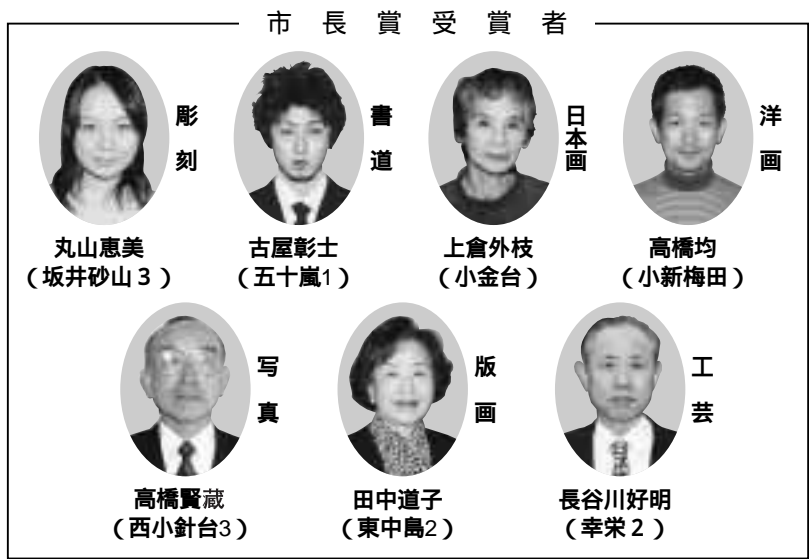 市長賞受賞者
彫刻
丸山恵美
（坂井砂山３）
書道
古屋彰士
（五十嵐1）
日本画
上倉外枝
（小金台）
洋画
高橋均
（小新梅田）
写真
高橋賢蔵
（西小針台3）
版画
田中道子
（東中島2）
工芸
長谷川好明
（幸栄２）